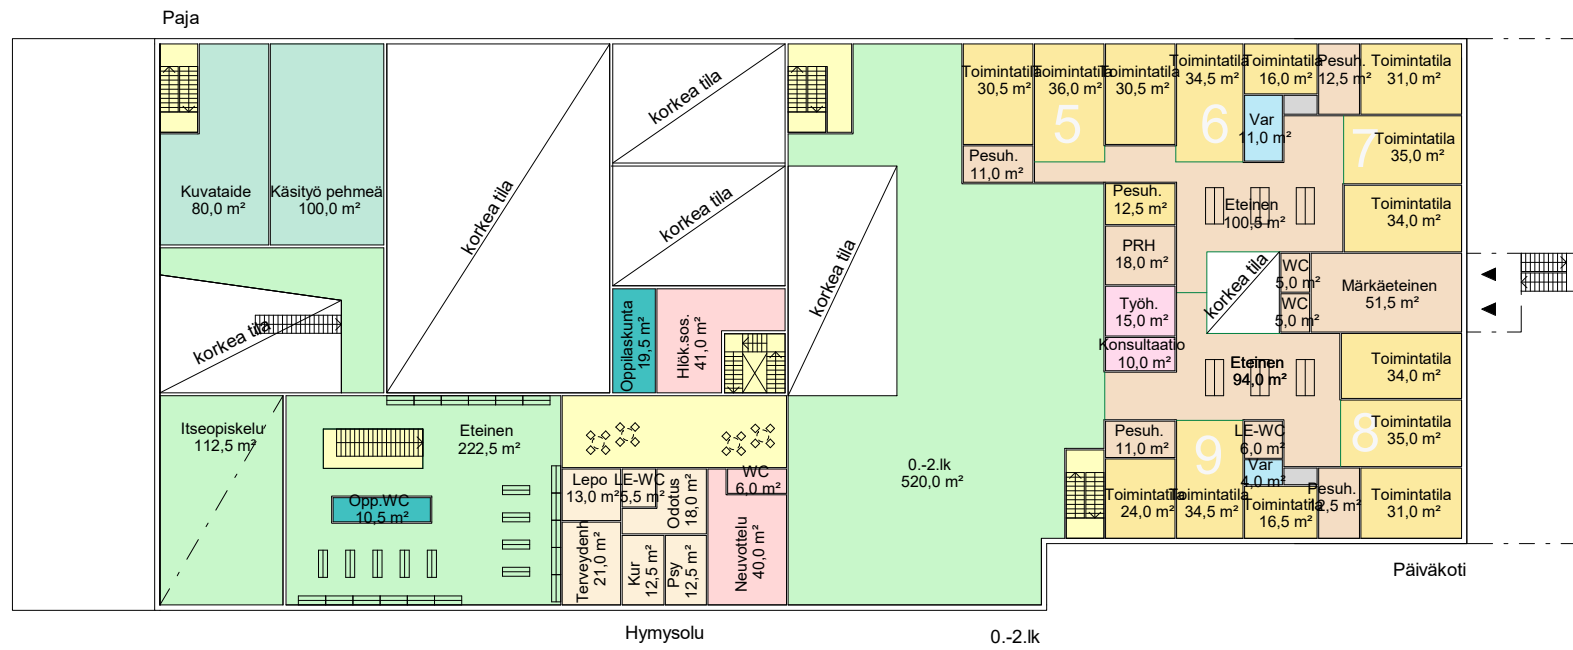 Paja
Kuvataide
80,0 m²
Käsityö pehmeä
100,0 m²
korkea tila
korkea tila
korkea tila
korkea tila
korkea tila
Oppilaskunta
19,5 m²
Hlök.sos.
41,0 m²
Itseopiskelu
112,5 m²
Eteinen
222,5 m²
Opp.WC
10,5 m²
Lepo
13,0 m²
LE-WC
5,5 m²
Odotus
18,0 m²
WC
6,0 m²
Terveydenh
21,0 m²
Kur
12,5 m²
Psy
12,5 m²
Neuvottelu
40,0 m²
0.-2.lk
520,0 m²
Toimintatila
30,5 m²
Toimintatila
36,0 m²
5
Toimintatila
30,5 m²
Toimintatila
34,5 m²
6
Toimintatila
16,0 m²
Pesuh.
12,5 m²
Toimintatila
31,0 m²
Var
11,0 m²
7
Toimintatila
35,0 m²
Pesuh.
11,0 m²
Pesuh.
12,5 m²
Eteinen
100,5 m²
Toimintatila
34,0 m²
PRH
18,0 m²
korkea tila
WC
5,0 m²
WC
5,0 m²
Märkäeteinen
51,5 m²
Työh.
15,0 m²
Konsultaatio
10,0 m²
Eteinen
94,0 m²
Toimintatila
34,0 m²
8
Toimintatila
35,0 m²
Pesuh.
11,0 m²
9
LE-WC
6,0 m²
Var
4,0 m²
Toimintatila
24,0 m²
Toimintatila
34,5 m²
Toimintatila
16,5 m²
Pesuh.
12,5 m²
Toimintatila
31,0 m²
Päiväkoti
Hymysolu
0.-2.lk